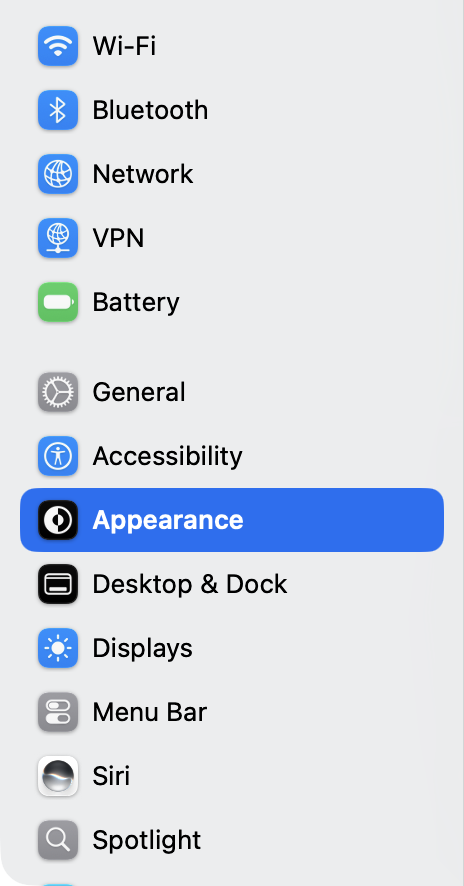 Wi-Fi
Bluetooth
Network
VPN
Battery
General
Accessibility
Appearance
Desktop & Dock
Displays
Menu Bar
Siri
Spotlight